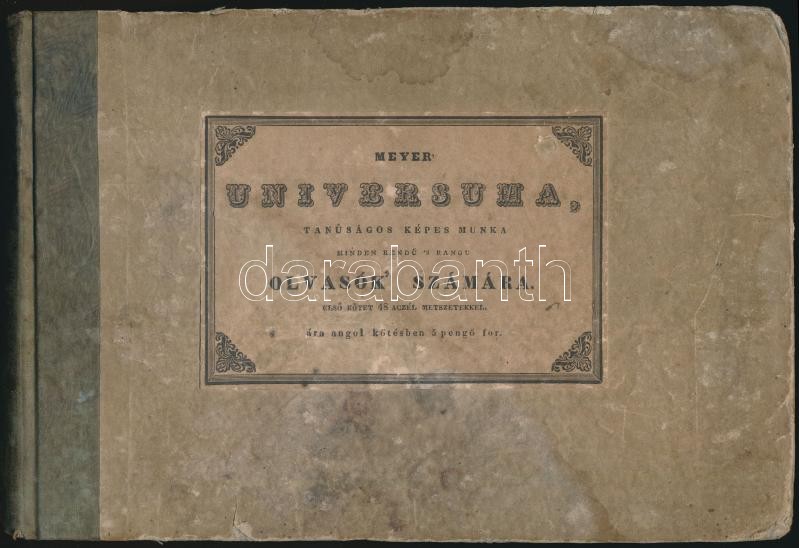 MEYER'
UNIVERSUMA,
TANÚSÁGOS KÉPES MUNKA
MINDEN RENDŰ 'S RANGU
darabanth
OLVASÓK' SZÁMÁRA.
ELSŐ KÖTET 48 ACZÉL METSZETEKKEL.
ára angol kötésben 5 pengő for.